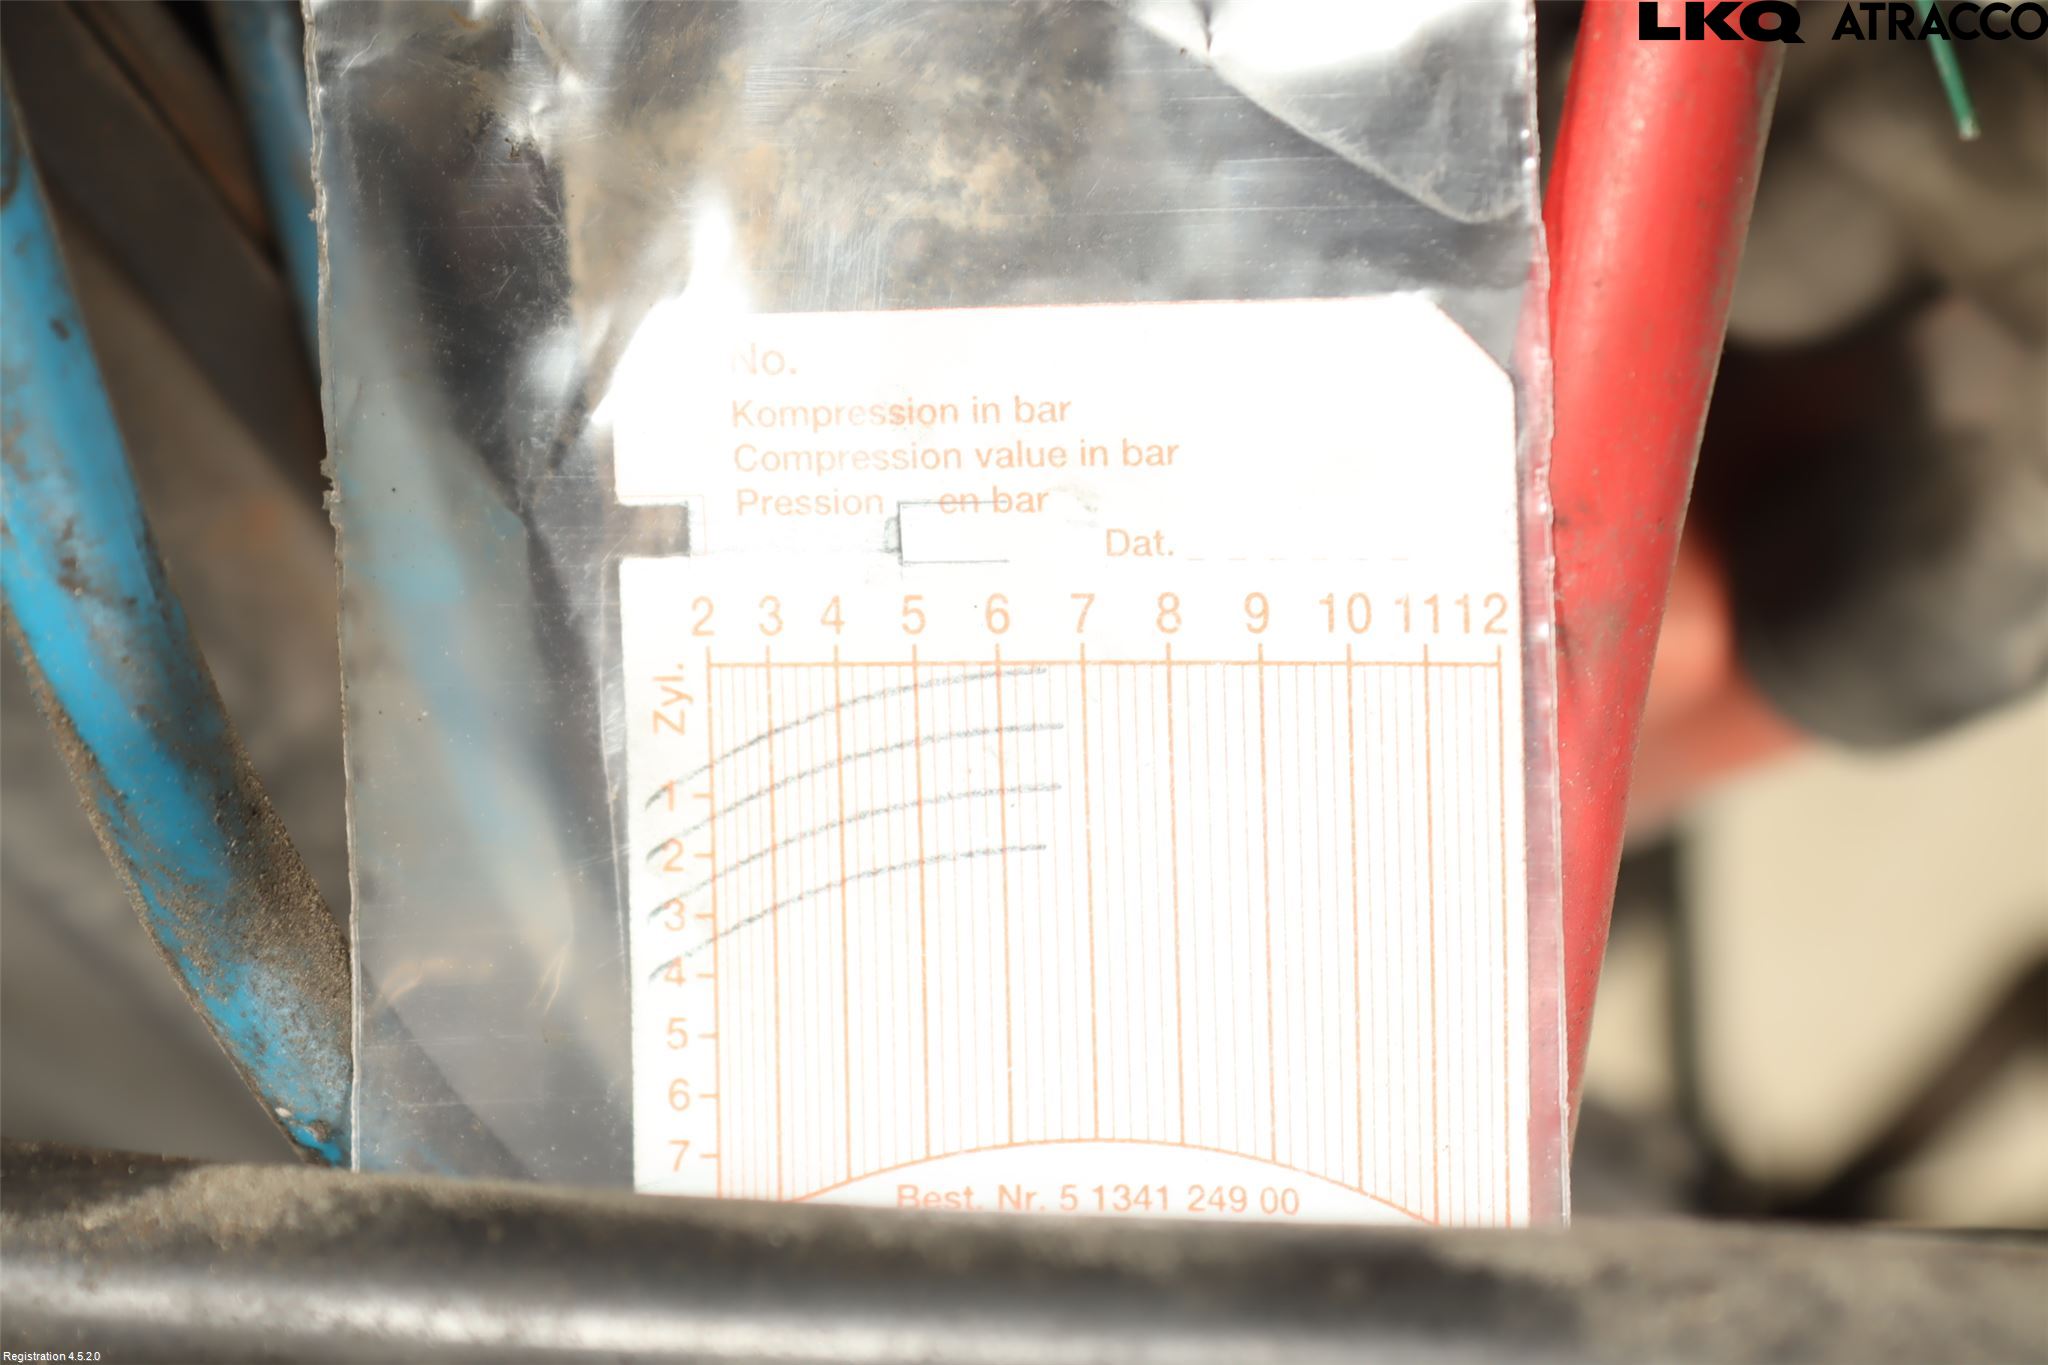 LKQ ATRACCO
No.
Kompression in bar
Compression value in bar
Pression en bar
Dat.
2 3 4 5 6 7 8 9 10 11 12
Zyl.
1
2
3
4
5
6
7
Best. Nr. 5 1341 249 00
Registration 4.5.2.0